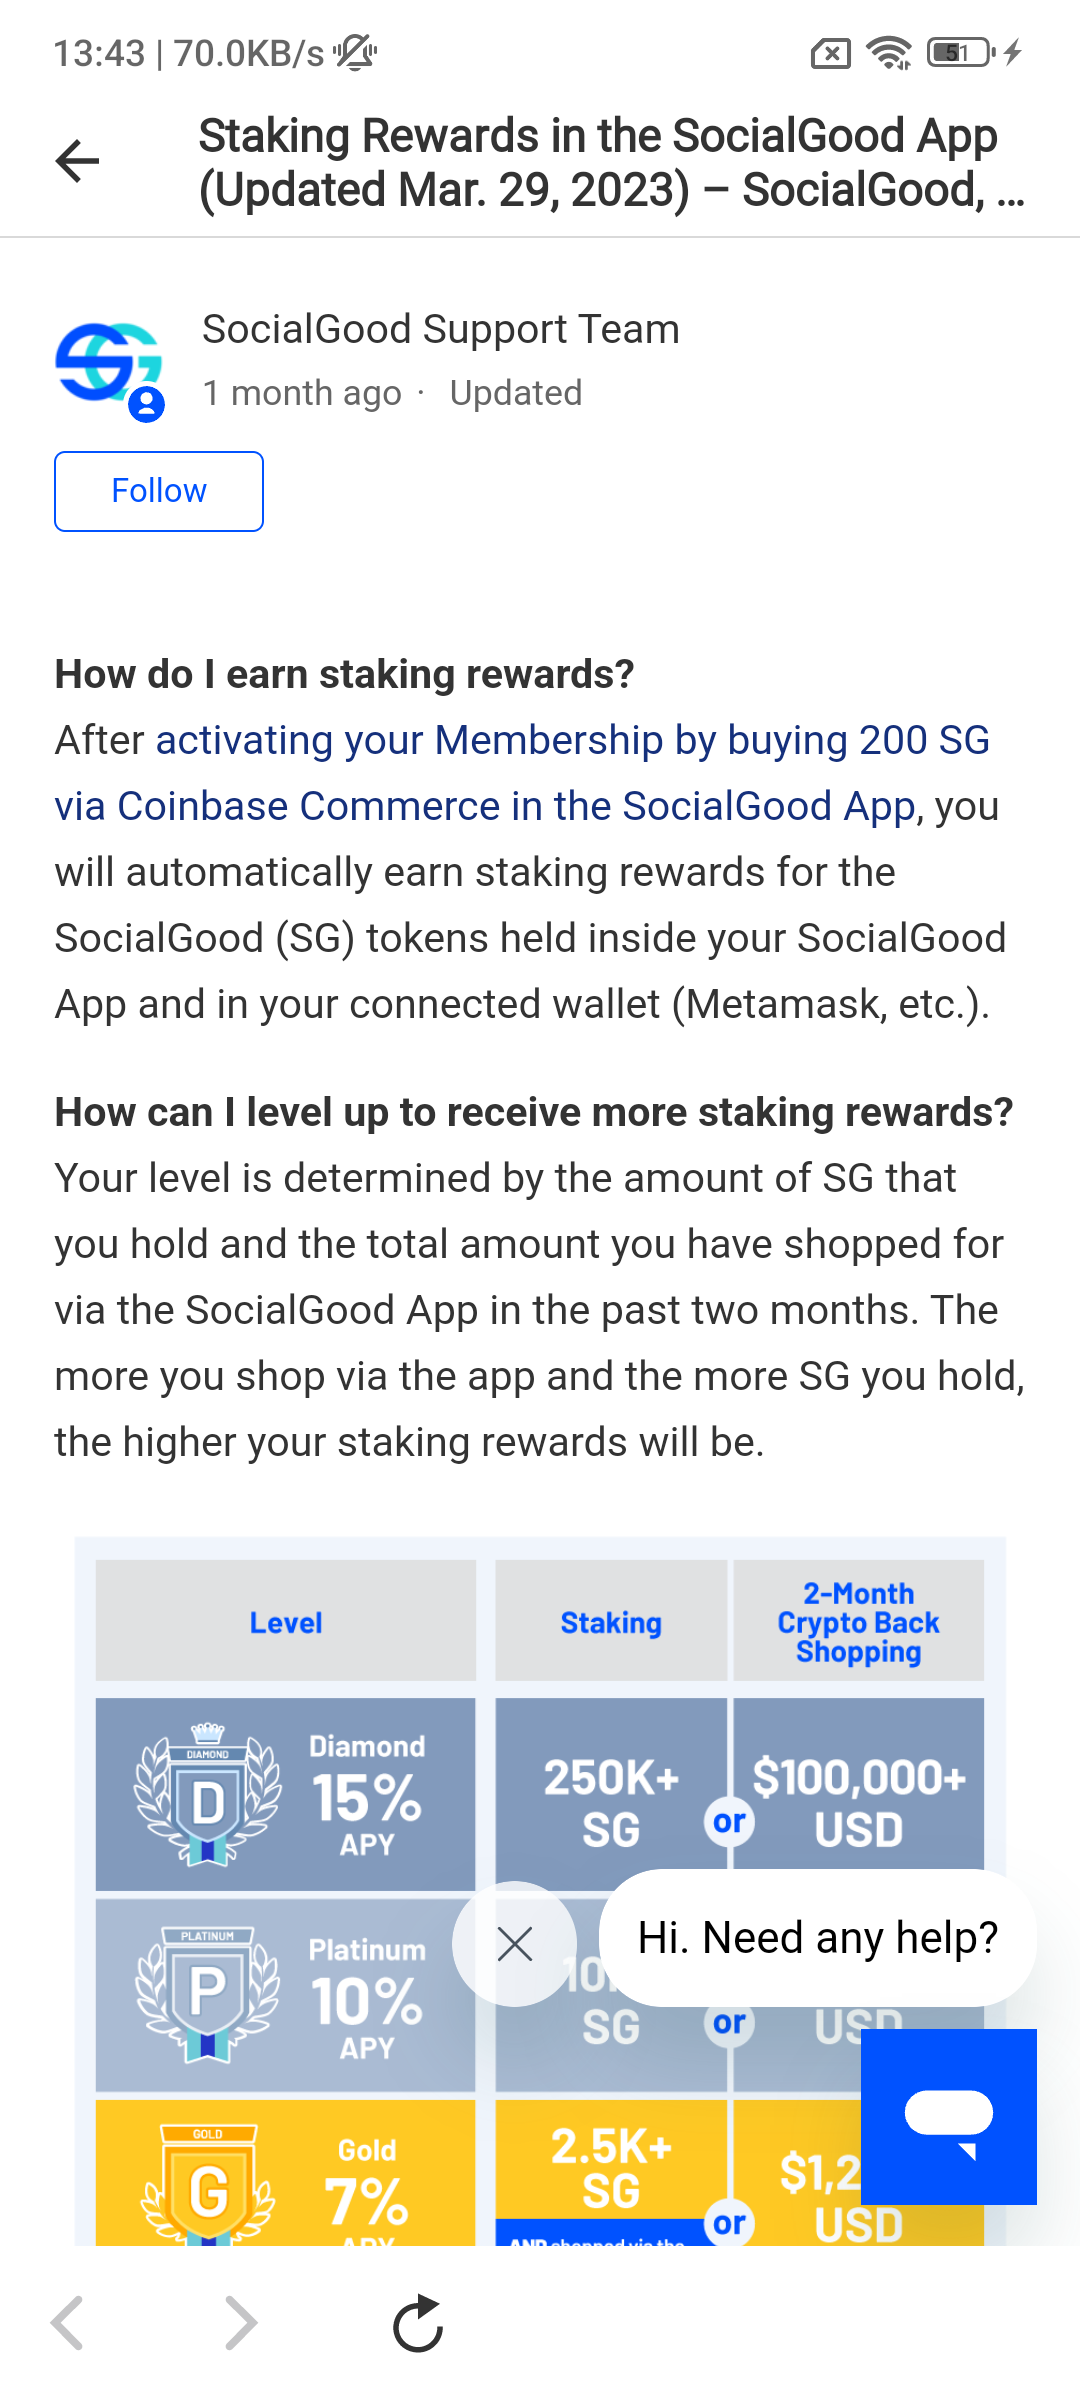 13:43 | 70.0KB/s
51
Staking Rewards in the SocialGood App
(Updated Mar. 29, 2023) – SocialGood, ...
SocialGood Support Team
1 month ago · Updated
Follow
How do I earn staking rewards?
After activating your Membership by buying 200 SG
via Coinbase Commerce in the SocialGood App, you
will automatically earn staking rewards for the
SocialGood (SG) tokens held inside your SocialGood
App and in your connected wallet (Metamask, etc.).
How can I level up to receive more staking rewards?
Your level is determined by the amount of SG that
you hold and the total amount you have shopped for
via the SocialGood App in the past two months. The
more you shop via the app and the more SG you hold,
the higher your staking rewards will be.
Level
Staking
2-Month
Crypto Back
Shopping
DIAMOND
D
Diamond
15%
APY
250K+
SG
or
$100,000+
USD
PLATINUM
P
Platinum
10%
APY
SG
or
USD
Hi. Need any help?
GOLD
G
Gold
7%
APY
2.5K+
SG
AND shopped via the
or
USD